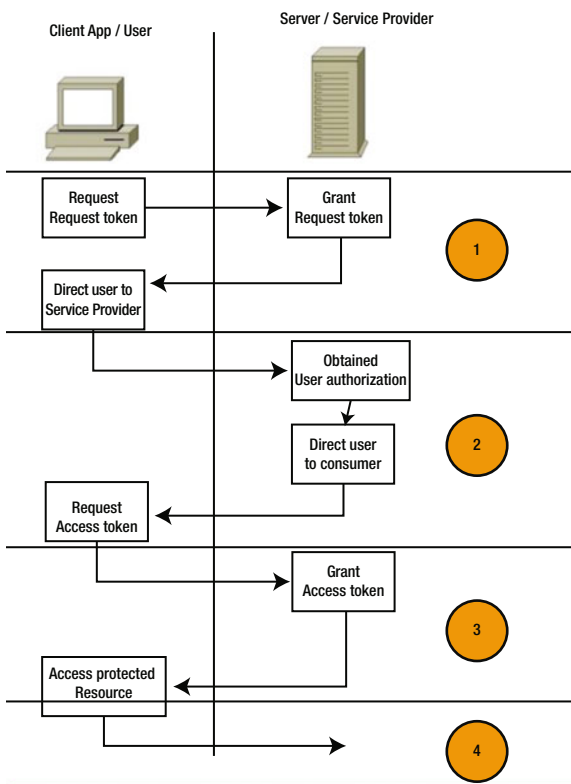 Client App / User
Server / Service Provider
Request
Request token
Grant
Request token
1
Direct user to
Service Provider
Obtained
User authorization
2
Direct user
to consumer
Request
Access token
Grant
Access token
3
Access protected
Resource
4